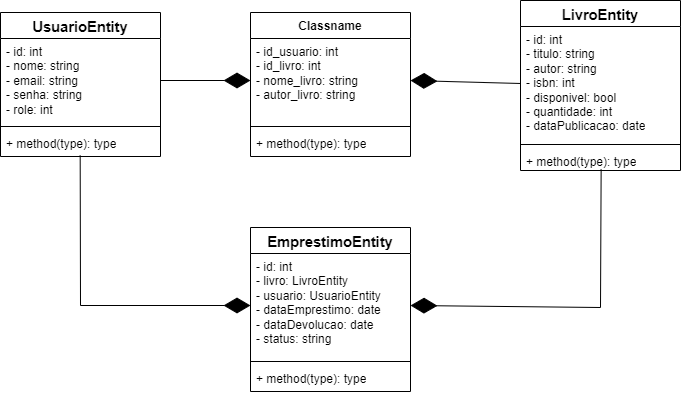 UsuarioEntity
- id: int
- nome: string
- email: string
- senha: string
- role: int
+ method(type): type
Classname
- id_usuario: int
- id_livro: int
- nome_livro: string
- autor_livro: string
+ method(type): type
LivroEntity
- id: int
- titulo: string
- autor: string
- isbn: int
- disponivel: bool
- quantidade: int
- dataPublicacao: date
+ method(type): type
EmprestimoEntity
- id: int
- livro: LivroEntity
- usuario: UsuarioEntity
- dataEmprestimo: date
- dataDevolucao: date
- status: string
+ method(type): type